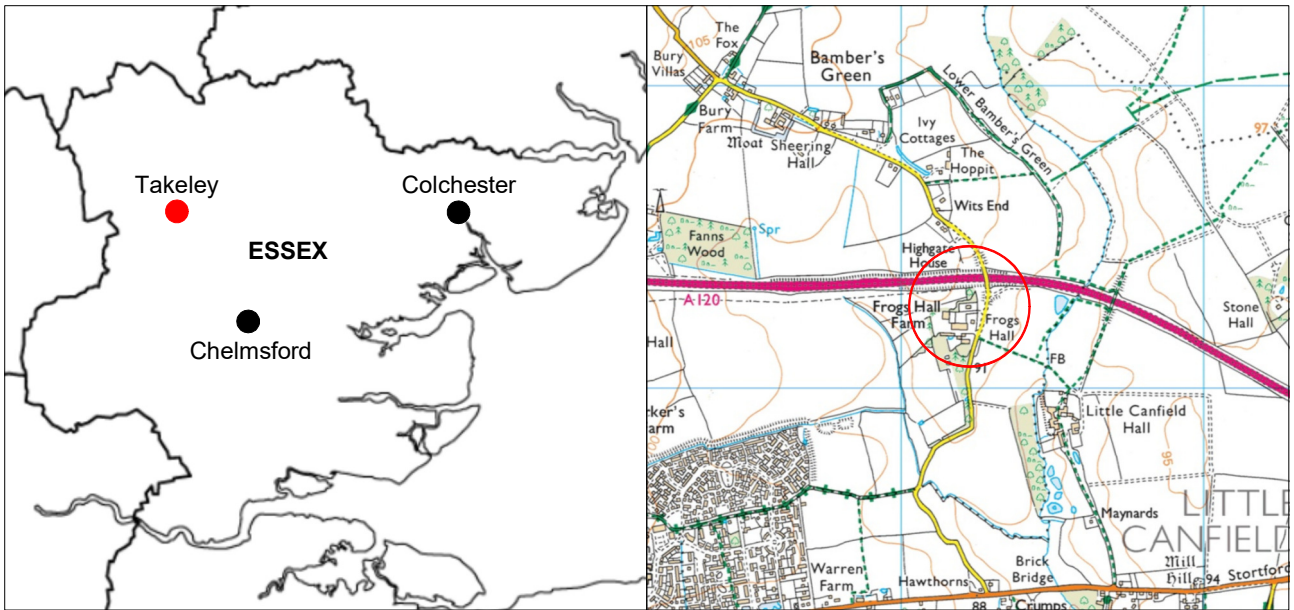 Takeley
Colchester
ESSEX
Chelmsford
The
Fox
Bury
Villas
105
Bamber's
Green
Bury
Farm
Moat
Sheering
Hall
Ivy
Cottages
Lower Bamber's Green
The
Hoppit
97
Wits End
Fanns
Wood
Spr
Highgate
House
A120
Frogs Hall
Farm
Frogs
Hall
Stone
Hall
Hall
91
FB
Little Canfield
Hall
95
Maynards
LITTLE
CANFIELD
Warren
Farm
Hawthorns
Brick
Bridge
Mill
Hill
94
Stortford
88
Crumps